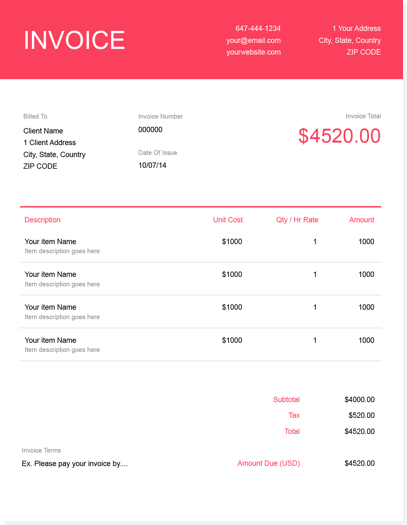 INVOICE
647-444-1234
your@email.com
yourwebsite.com
1 Your Address
City, State, Country
ZIP CODE
Billed To
Client Name
1 Client Address
City, State, Country
ZIP CODE
Invoice Number
000000
Date Of Issue
10/07/14
Invoice Total
$4520.00
Description Unit Cost Qty / Hr Rate Amount
Your item Name $1000 1 1000
Item description goes here
Your item Name $1000 1 1000
Item description goes here
Your item Name $1000 1 1000
Item description goes here
Your item Name $1000 1 1000
Item description goes here
Subtotal $4000.00
Tax $520.00
Total $4520.00
Invoice Terms
Ex. Please pay your invoice by....
Amount Due (USD) $4520.00